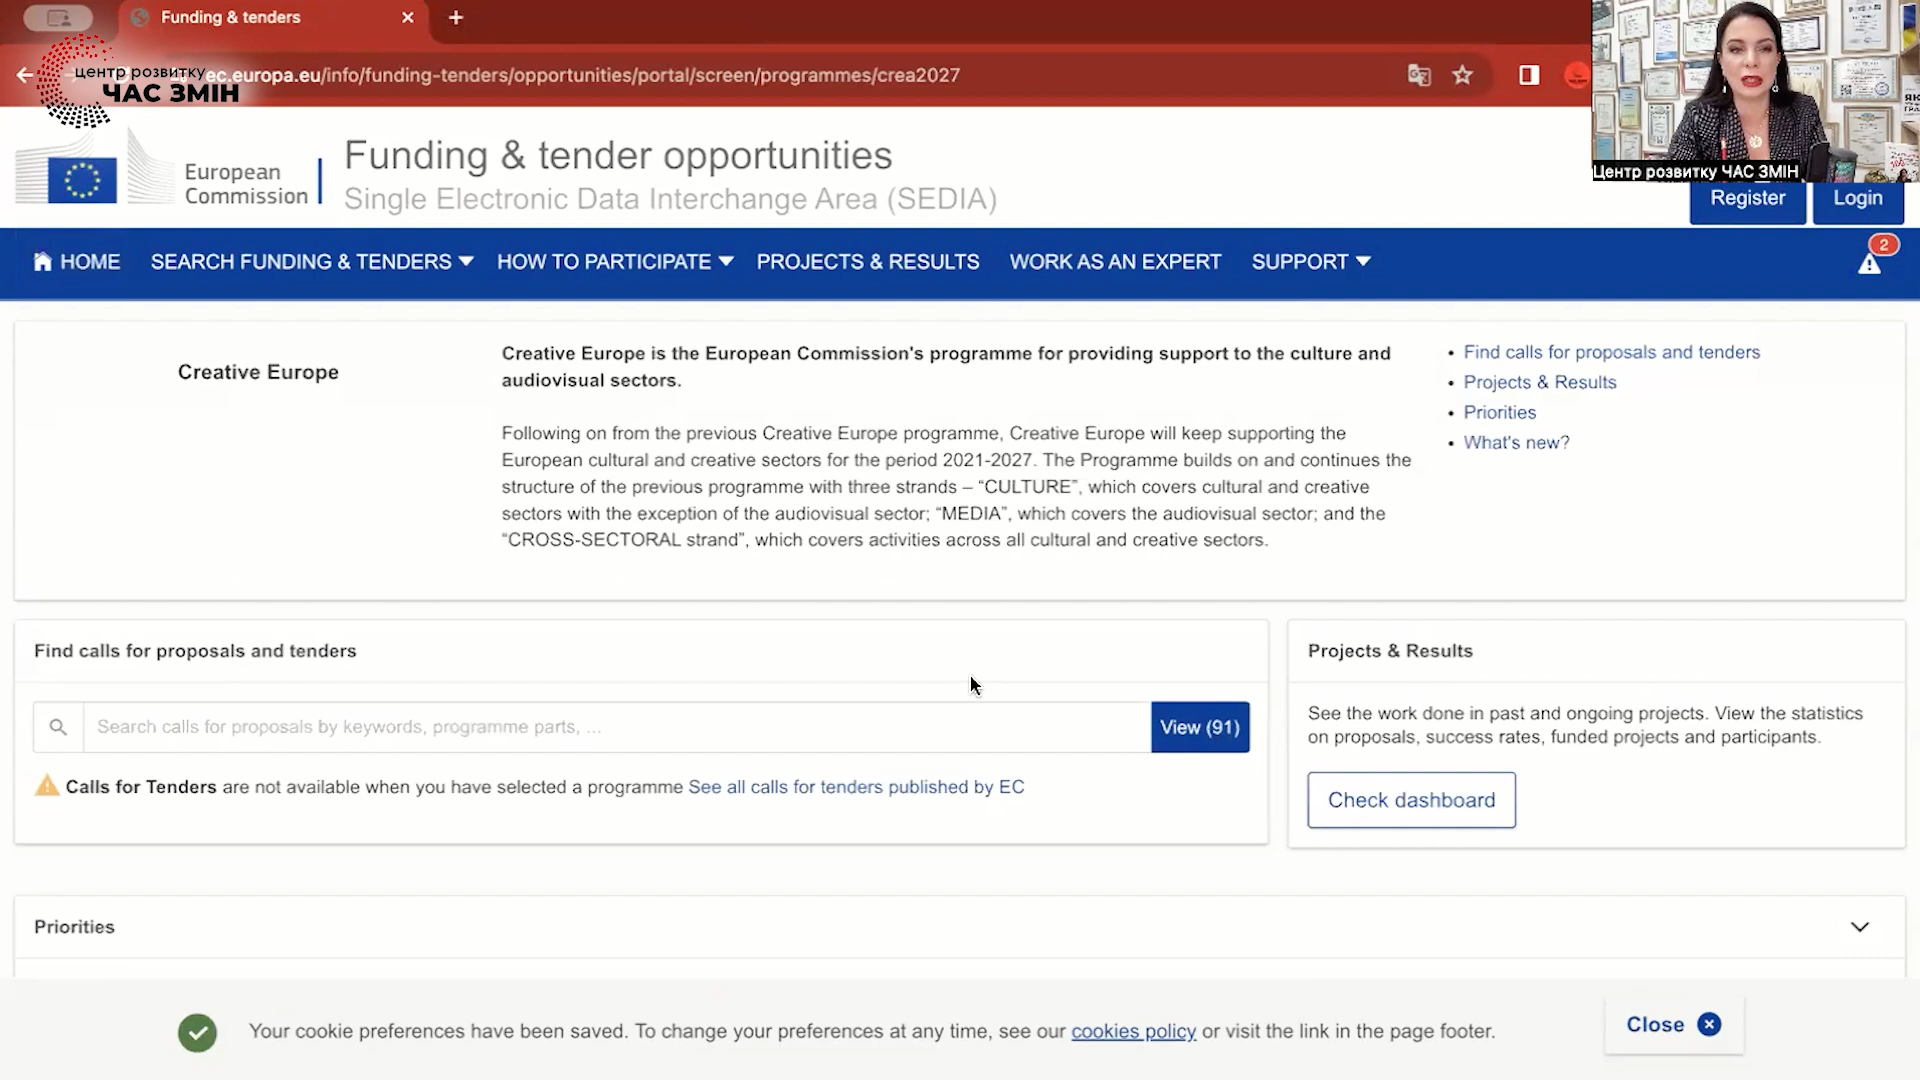 Funding & tenders
центр розвитку
ЧАС ЗМІН
ec.europa.eu/info/funding-tenders/opportunities/portal/screen/programmes/crea2027
European
Commission
Funding & tender opportunities
Single Electronic Data Interchange Area (SEDIA)
Центр розвитку ЧАС ЗМІН
Register
Login
HOME
SEARCH FUNDING & TENDERS
HOW TO PARTICIPATE
PROJECTS & RESULTS
WORK AS AN EXPERT
SUPPORT
2
Creative Europe
Creative Europe is the European Commission's programme for providing support to the culture and
audiovisual sectors.
Following on from the previous Creative Europe programme, Creative Europe will keep supporting the
European cultural and creative sectors for the period 2021-2027. The Programme builds on and continues the
structure of the previous programme with three strands – “CULTURE”, which covers cultural and creative
sectors with the exception of the audiovisual sector; “MEDIA”, which covers the audiovisual sector; and the
“CROSS-SECTORAL strand”, which covers activities across all cultural and creative sectors.
• Find calls for proposals and tenders
• Projects & Results
• Priorities
• What's new?
Find calls for proposals and tenders
Search calls for proposals by keywords, programme parts, ...
View (91)
Calls for Tenders are not available when you have selected a programme See all calls for tenders published by EC
Projects & Results
See the work done in past and ongoing projects. View the statistics
on proposals, success rates, funded projects and participants.
Check dashboard
Priorities
Your cookie preferences have been saved. To change your preferences at any time, see our cookies policy or visit the link in the page footer.
Close